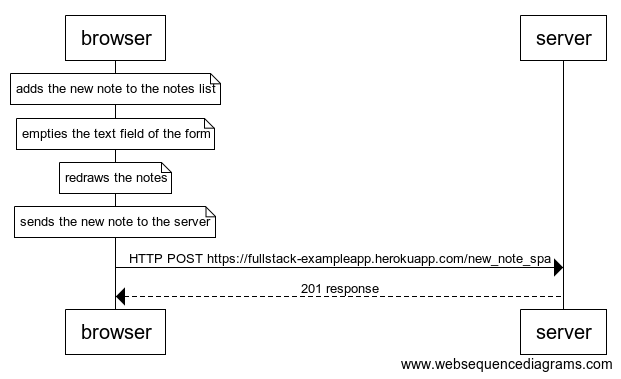 browser
server
adds the new note to the notes list
empties the text field of the form
redraws the notes
sends the new note to the server
HTTP POST https://fullstack-exampleapp.herokuapp.com/new_note_spa
201 response
browser
server
www.websequencediagrams.com